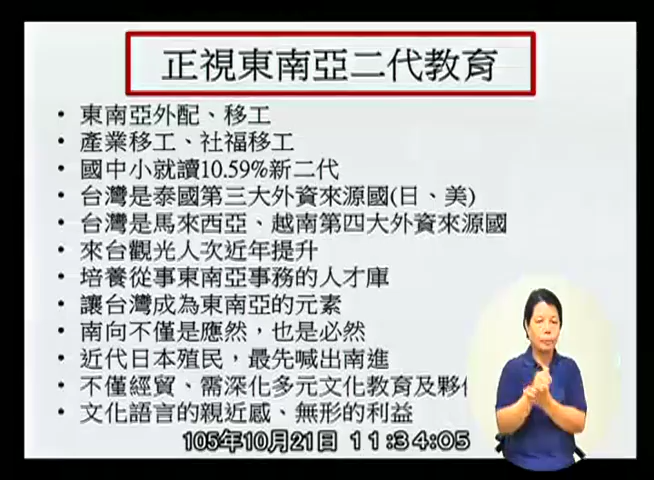 正視東南亞二代教育
• 東南亞外配、移工
• 產業移工、社福移工
• 國中小就讀10.59%新二代
• 台灣是泰國第三大外資來源國(日、美)
• 台灣是馬來西亞、越南第四大外資來源國
• 來台觀光人次近年提升
• 培養從事東南亞事務的人才庫
• 讓台灣成為東南亞的元素
• 南向不僅是應然，也是必然
• 近代日本殖民，最先喊出南進
• 不僅經貿、需深化多元文化教育及夥
• 文化語言的親近感、無形的利益
105年10月21日 11:34:05